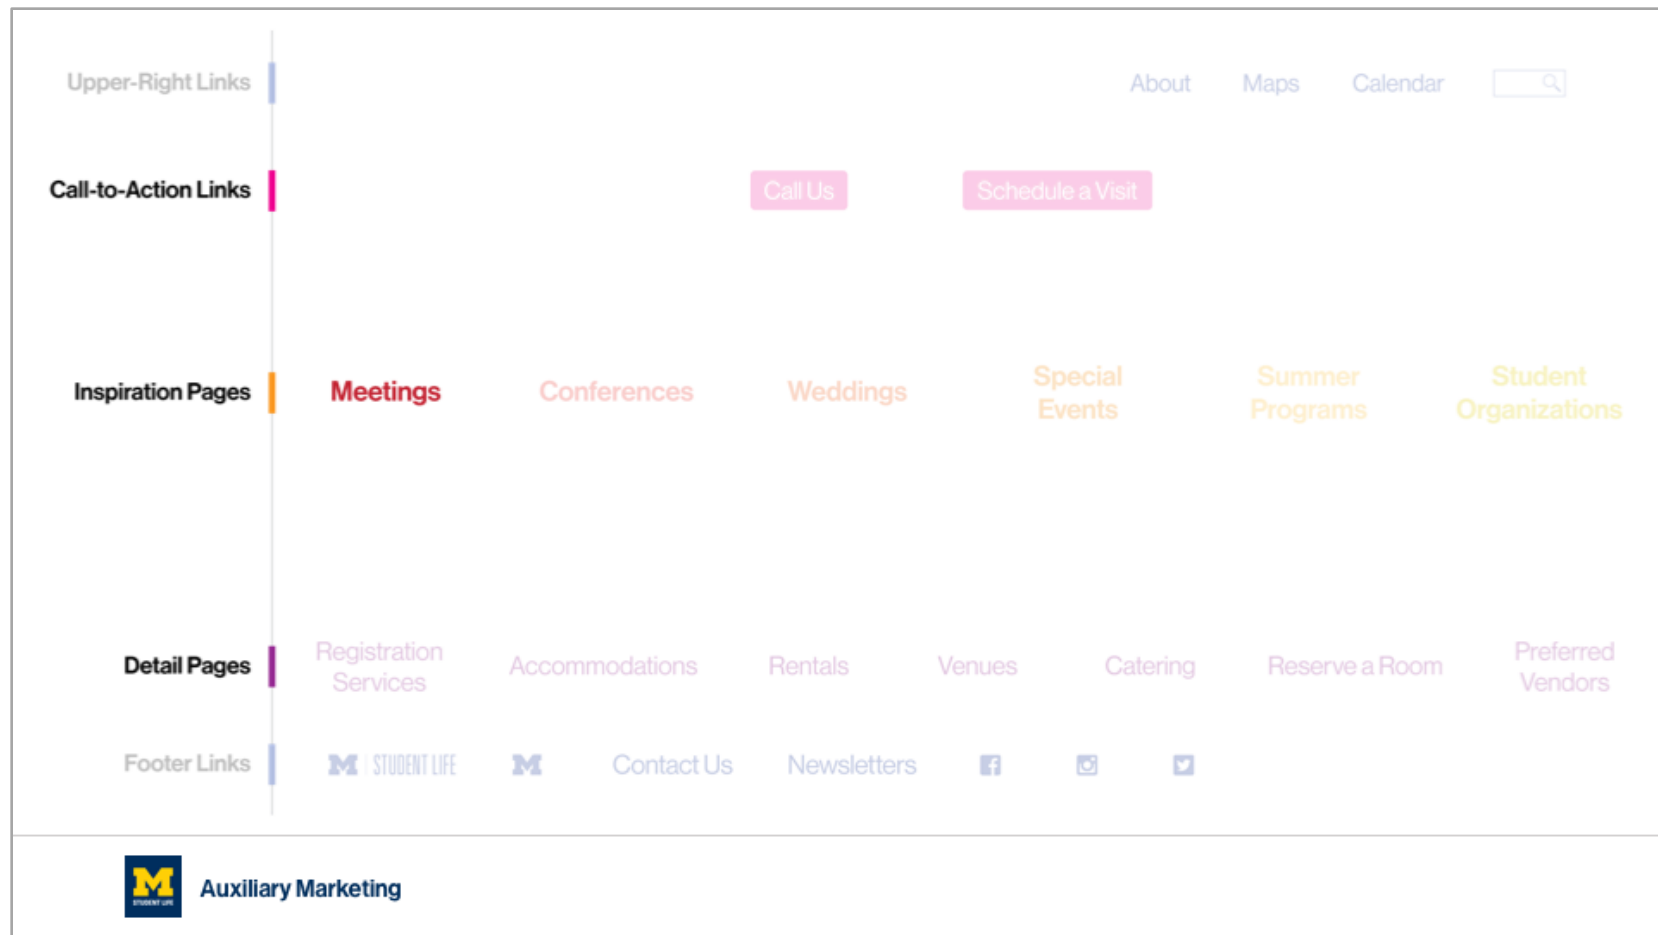 Upper-Right Links About Maps Calendar
Call-to-Action Links Call Us Schedule a Visit
Inspiration Pages Meetings Conferences Weddings Special Events Summer Programs Student Organizations
Detail Pages Registration Services Accommodations Rentals Venues Catering Reserve a Room Preferred Vendors
Footer Links M STUDENT LIFE M Contact Us Newsletters
M
STUDENT LIFE
Auxiliary Marketing